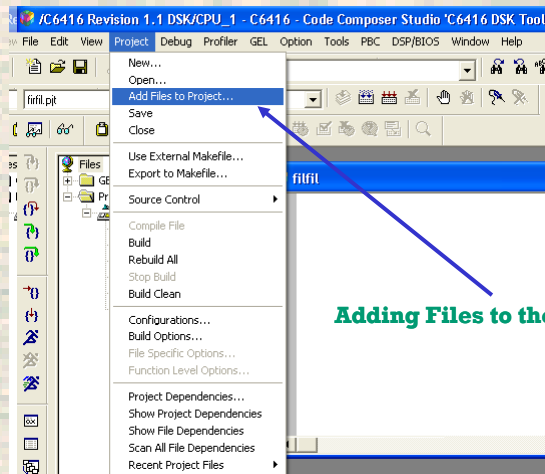 /C6416 Revision 1.1 DSK/CPU_1 - C6416 - Code Composer Studio 'C6416 DSK Tool
File Edit View Project Debug Profiler GEL Option Tools PBC DSP/BIOS Window Help
New...
Open...
firfil.pjt
Add Files to Project...
Save
Close
Files
Use External Makefile...
GE
Export to Makefile...
filfil
Pr
Source Control
Compile File
Build
Rebuild All
Stop Build
Build Clean
Adding Files to the
Configurations...
Build Options...
File Specific Options...
Function Level Options...
Project Dependencies...
Show Project Dependencies
Show File Dependencies
Scan All File Dependencies
Recent Project Files